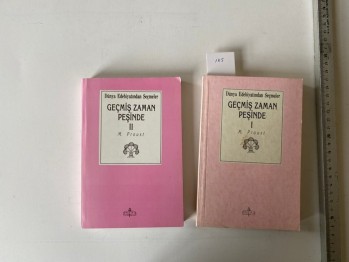 Dünya Edebiyatından Seçmeler
GEÇMİŞ ZAMAN
PEŞİNDE
II
M. Proust
Dünya Edebiyatından Seçmeler
GEÇMİŞ ZAMAN
PEŞİNDE
I
M. Proust